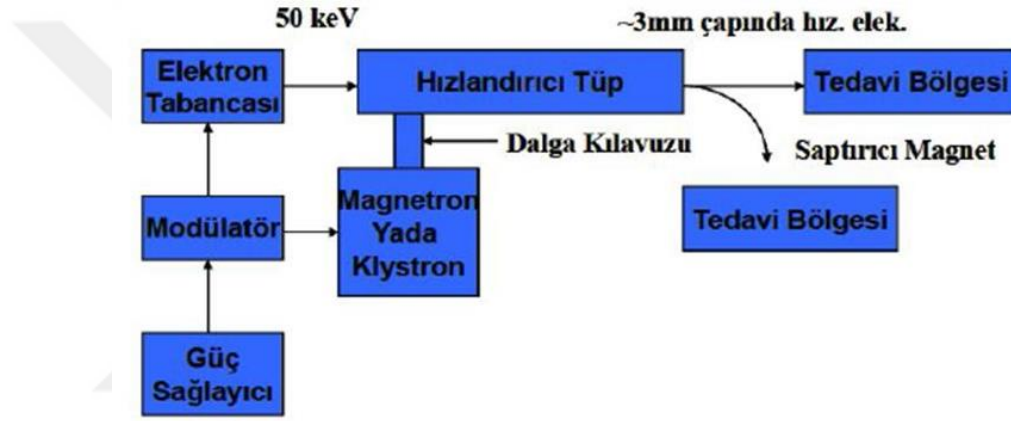 50 keV
~3mm çapında hız. elek.
Elektron
Tabancası
Hızlandırıcı Tüp
Tedavi Bölgesi
Dalga Kılavuzu
Saptırıcı Magnet
Modülatör
Magnetron
Yada
Klystron
Tedavi Bölgesi
Güç
Sağlayıcı